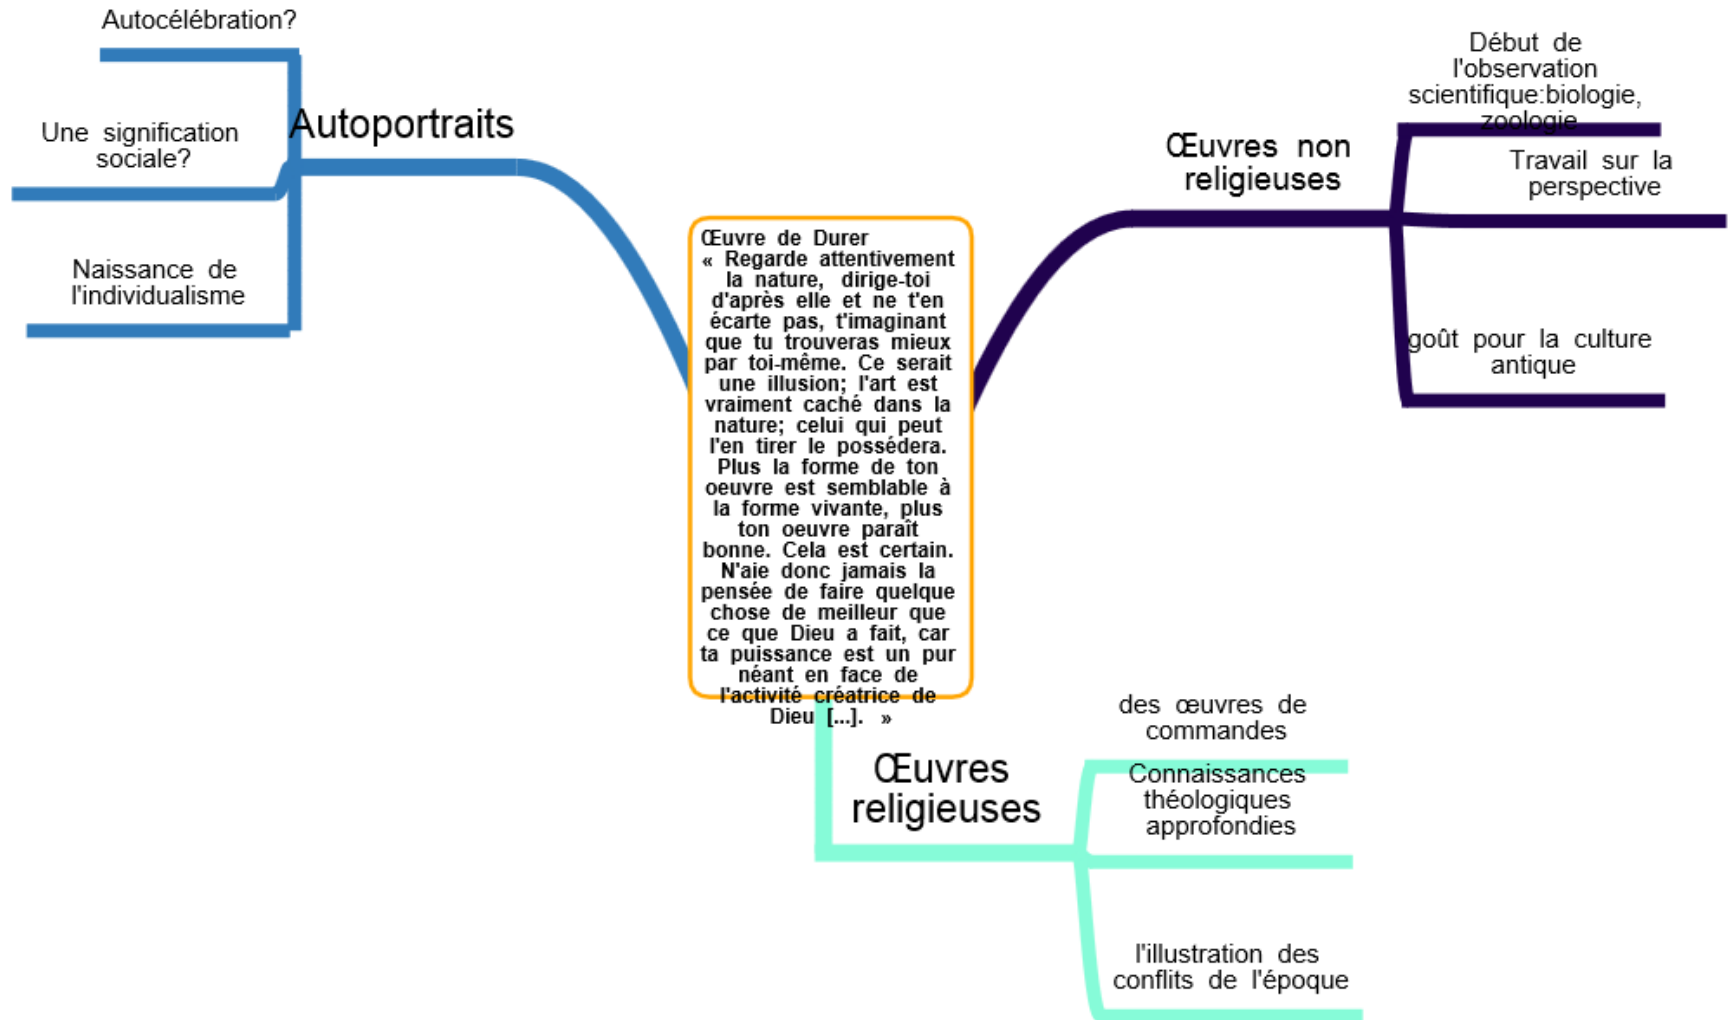 Autocélébration?
Une signification
sociale?
Naissance de
l'individualisme
Autoportraits
Œuvre de Durer
« Regarde attentivement
la nature, dirige-toi
d'après elle et ne t'en
écarte pas, t'imaginant
que tu trouveras mieux
par toi-même. Ce serait
une illusion; l'art est
vraiment caché dans la
nature; celui qui peut
l'en tirer le possédera.
Plus la forme de ton
oeuvre est semblable à
la forme vivante, plus
ton oeuvre paraît
bonne. Cela est certain.
N'aie donc jamais la
pensée de faire quelque
chose de meilleur que
ce que Dieu a fait, car
ta puissance est un pur
néant en face de
l'activité créatrice de
Dieu [...]. »
Œuvres non
religieuses
Début de
l'observation
scientifique:biologie,
zoologie
Travail sur la
perspective
goût pour la culture
antique
Œuvres
religieuses
des œuvres de
commandes
Connaissances
théologiques
approfondies
l'illustration des
conflits de l'époque